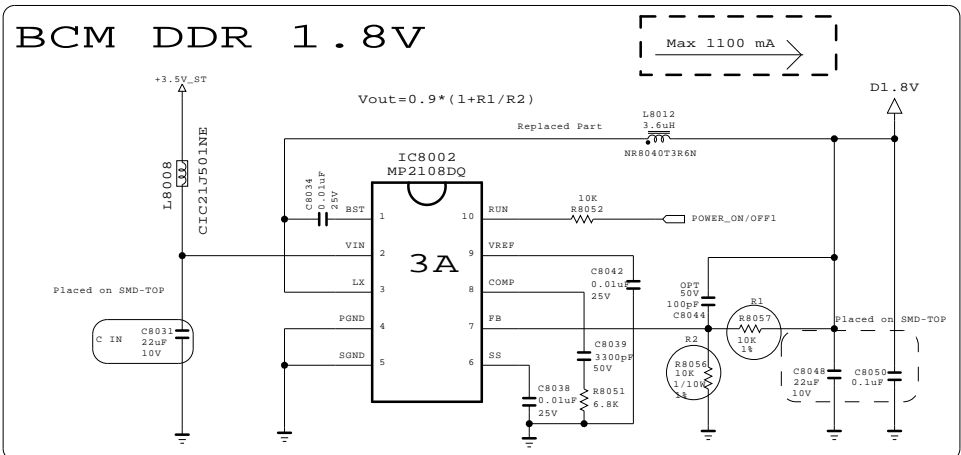 BCM DDR 1.8V
Max 1100 mA
+3.5V_ST
D1.8V
Vout=0.9*(1+R1/R2)
Replaced Part
L8012
3.6uH
NR8040T3R6N
L8008
CIC21J501NE
IC8002
MP2108DQ
C8034
0.01uF
25V
BST
1
10
RUN
10K
R8052
POWER_ON/OFF1
VIN
2
9
VREF
3A
C8042
0.01uF
25V
LX
3
8
COMP
OPT
50V
100pF
C8044
Placed on SMD-TOP
PGND
4
7
FB
R1
R8057
10K
1%
Placed on SMD-TOP
C IN
C8031
22uF
10V
C8039
3300pF
50V
R2
R8056
10K
1/10W
1%
SGND
5
6
SS
C8038
0.01uF
25V
R8051
6.8K
C8048
22uF
10V
C8050
0.1uF